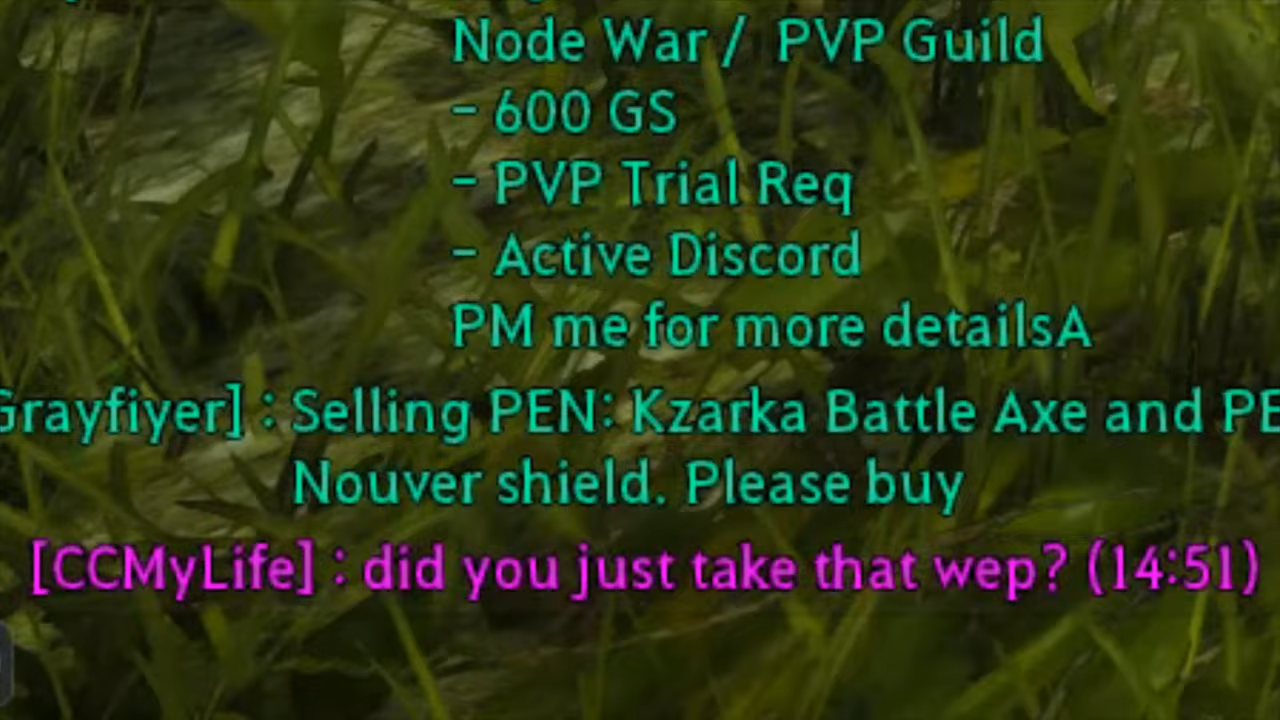 Node War / PVP Guild
- 600 GS
- PVP Trial Req
- Active Discord
PM me for more detailsA
Grayfiyer] : Selling PEN: Kzarka Battle Axe and PE
Nouver shield. Please buy
[CCMyLife] : did you just take that wep? (14:51)